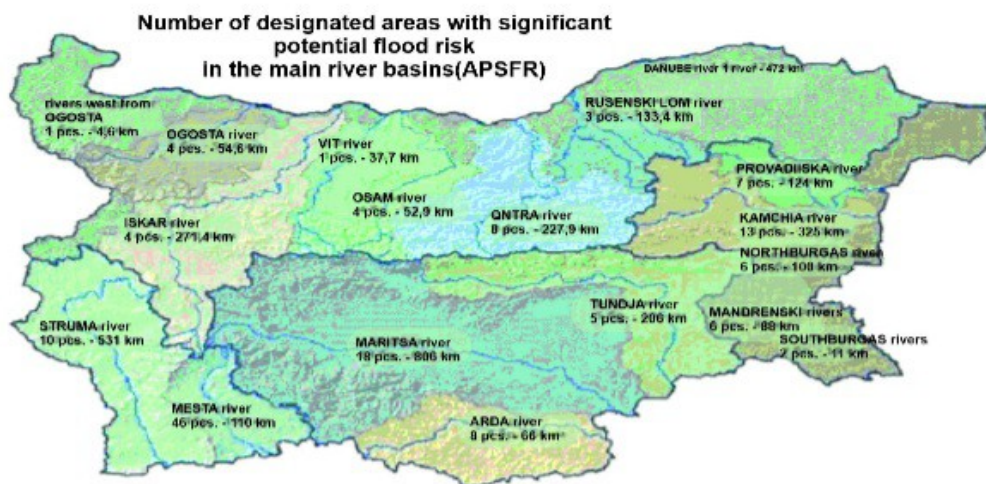 Number of designated areas with significant
potential flood risk
in the main river basins(APSFR)
DANUBE river 1 river - 472 km
rivers west from
OGOSTA
1 pcs. - 4,6 km
OGOSTA river
4 pcs. - 54,6 km
VIT river
1 pcs. - 37,7 km
RUSENSKI LOM river
3 pcs. - 133,4 km
PROVADIISKA river
7 pcs. - 124 km
OSAM river
4 pcs. - 52,9 km
QNTRA river
8 pcs. - 227,9 km
KAMCHIA river
13 pcs. - 325 km
ISKAR river
4 pcs. - 271,4 km
NORTHBURGAS river
6 pcs. - 100 km
STRUMA river
10 pcs. - 531 km
MARITSA river
18 pcs. - 806 km
TUNDJA river
5 pcs. - 206 km
MANDRENSKI rivers
6 pcs. - 88 km
SOUTHBURGAS rivers
2 pcs. - 11 km
MESTA river
46 pcs. - 110 km
ARDA river
8 pcs. - 66 km